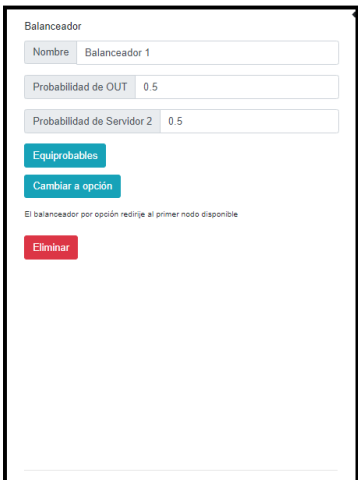 Balanceador
Nombre Balanceador 1
Probabilidad de OUT 0.5
Probabilidad de Servidor 2 0.5
Equiprobables
Cambiar a opción
El balanceador por opción redirije al primer nodo disponible
Eliminar